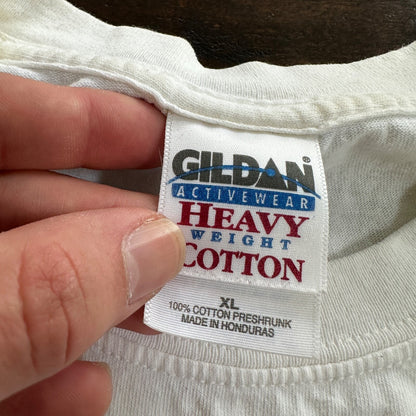 GILDAN®
ACTIVEWEAR
HEAVY
WEIGHT
COTTON
XL
100% COTTON PRESHRUNK
MADE IN HONDURAS